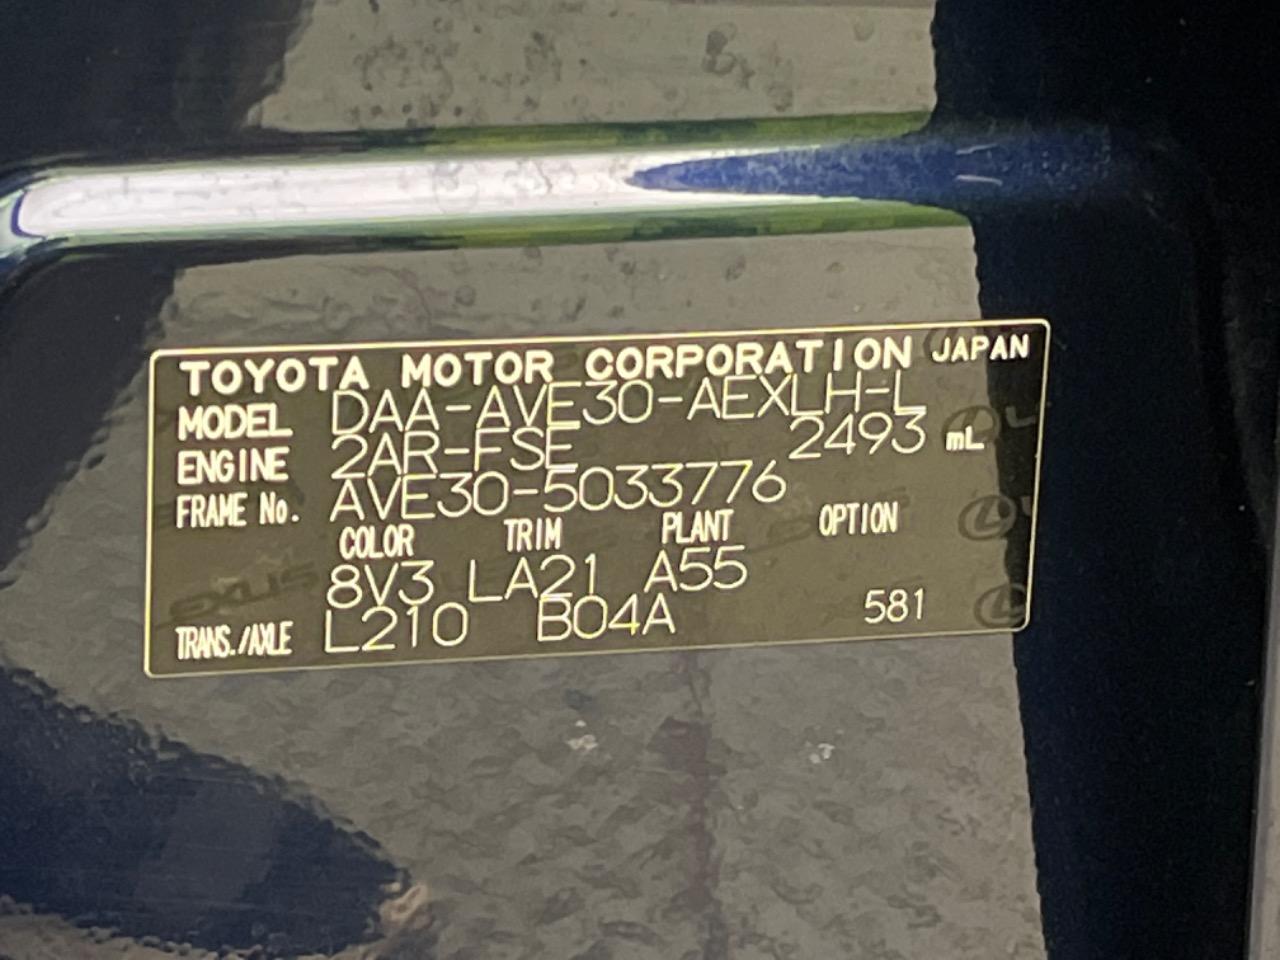 TOYOTA MOTOR CORPORATION JAPAN
MODEL DAA-AVE30-AEXLH-L
ENGINE 2AR-FSE 2493 mL
FRAME No. AVE30-5033776
COLOR TRIM PLANT OPTION
8V3 LA21 A55
TRANS./AXLE L210 B04A 581